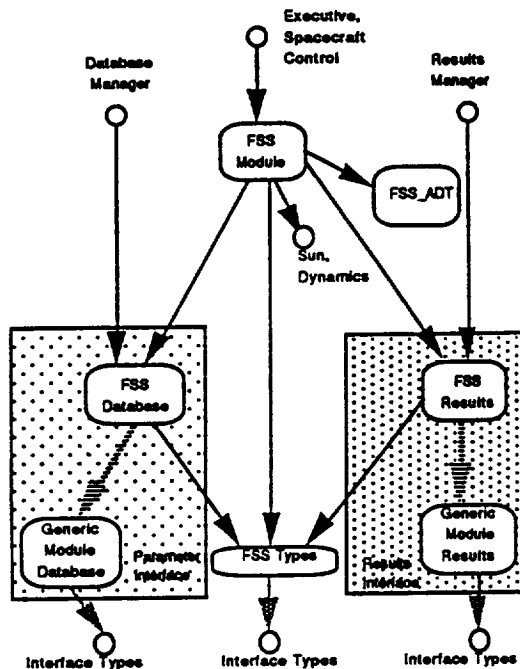 Executive,
Spacecraft
Control
Database
Manager
Results
Manager
FSS
Module
FSS_ADT
Sun,
Dynamics
FSS
Database
FSS
Results
Generic
Module
Database
Parameter
Interface
FSS Types
Generic
Module
Results
Results
Interface
Interface Types
Interface Types
Interface Types